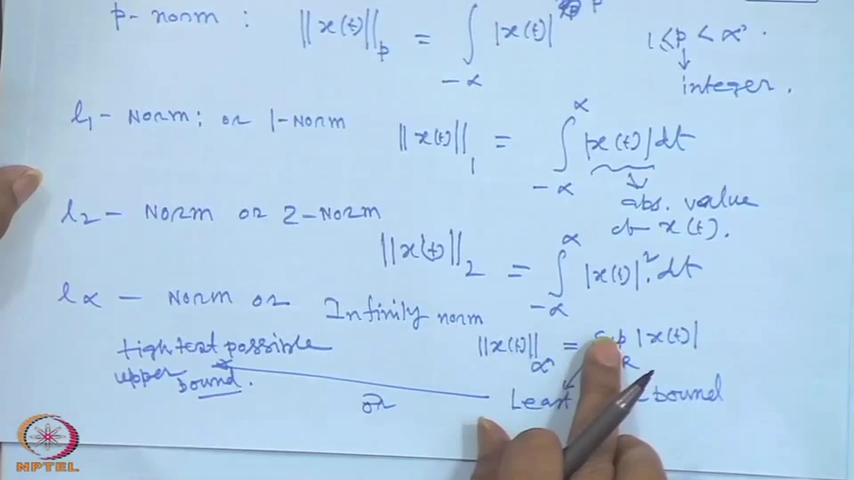 p-norm : ||x(t)||p = ∫ |x(t)| p 1 ≤ p < ∝ .
-∝
integer.
l1 - Norm; or 1-Norm ||x(t)||1 = ∫ |x(t)| dt
∝
-∝
abs. value
of x(t).
l2 - Norm or 2-Norm
||x(t)||2 = ∫ |x(t)|². dt
∝
-∝
l∝ - Norm or Infinity norm
||x(t)||∝ = sup |x(t)|
tightest possible
upper bound.
or Least bound
NPTEL